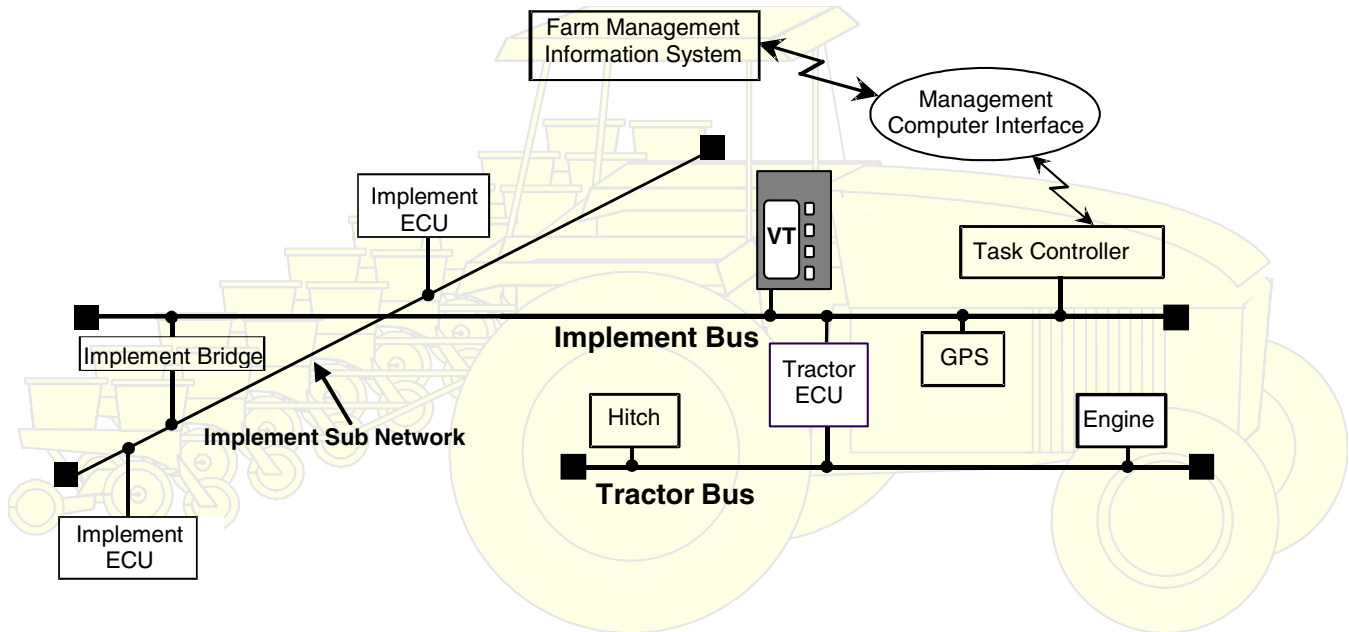 Farm Management
Information System
Management
Computer Interface
Implement
ECU
VT
Task Controller
Implement Bus
Implement Bridge
Tractor
ECU
GPS
Implement Sub Network
Hitch
Engine
Tractor Bus
Implement
ECU